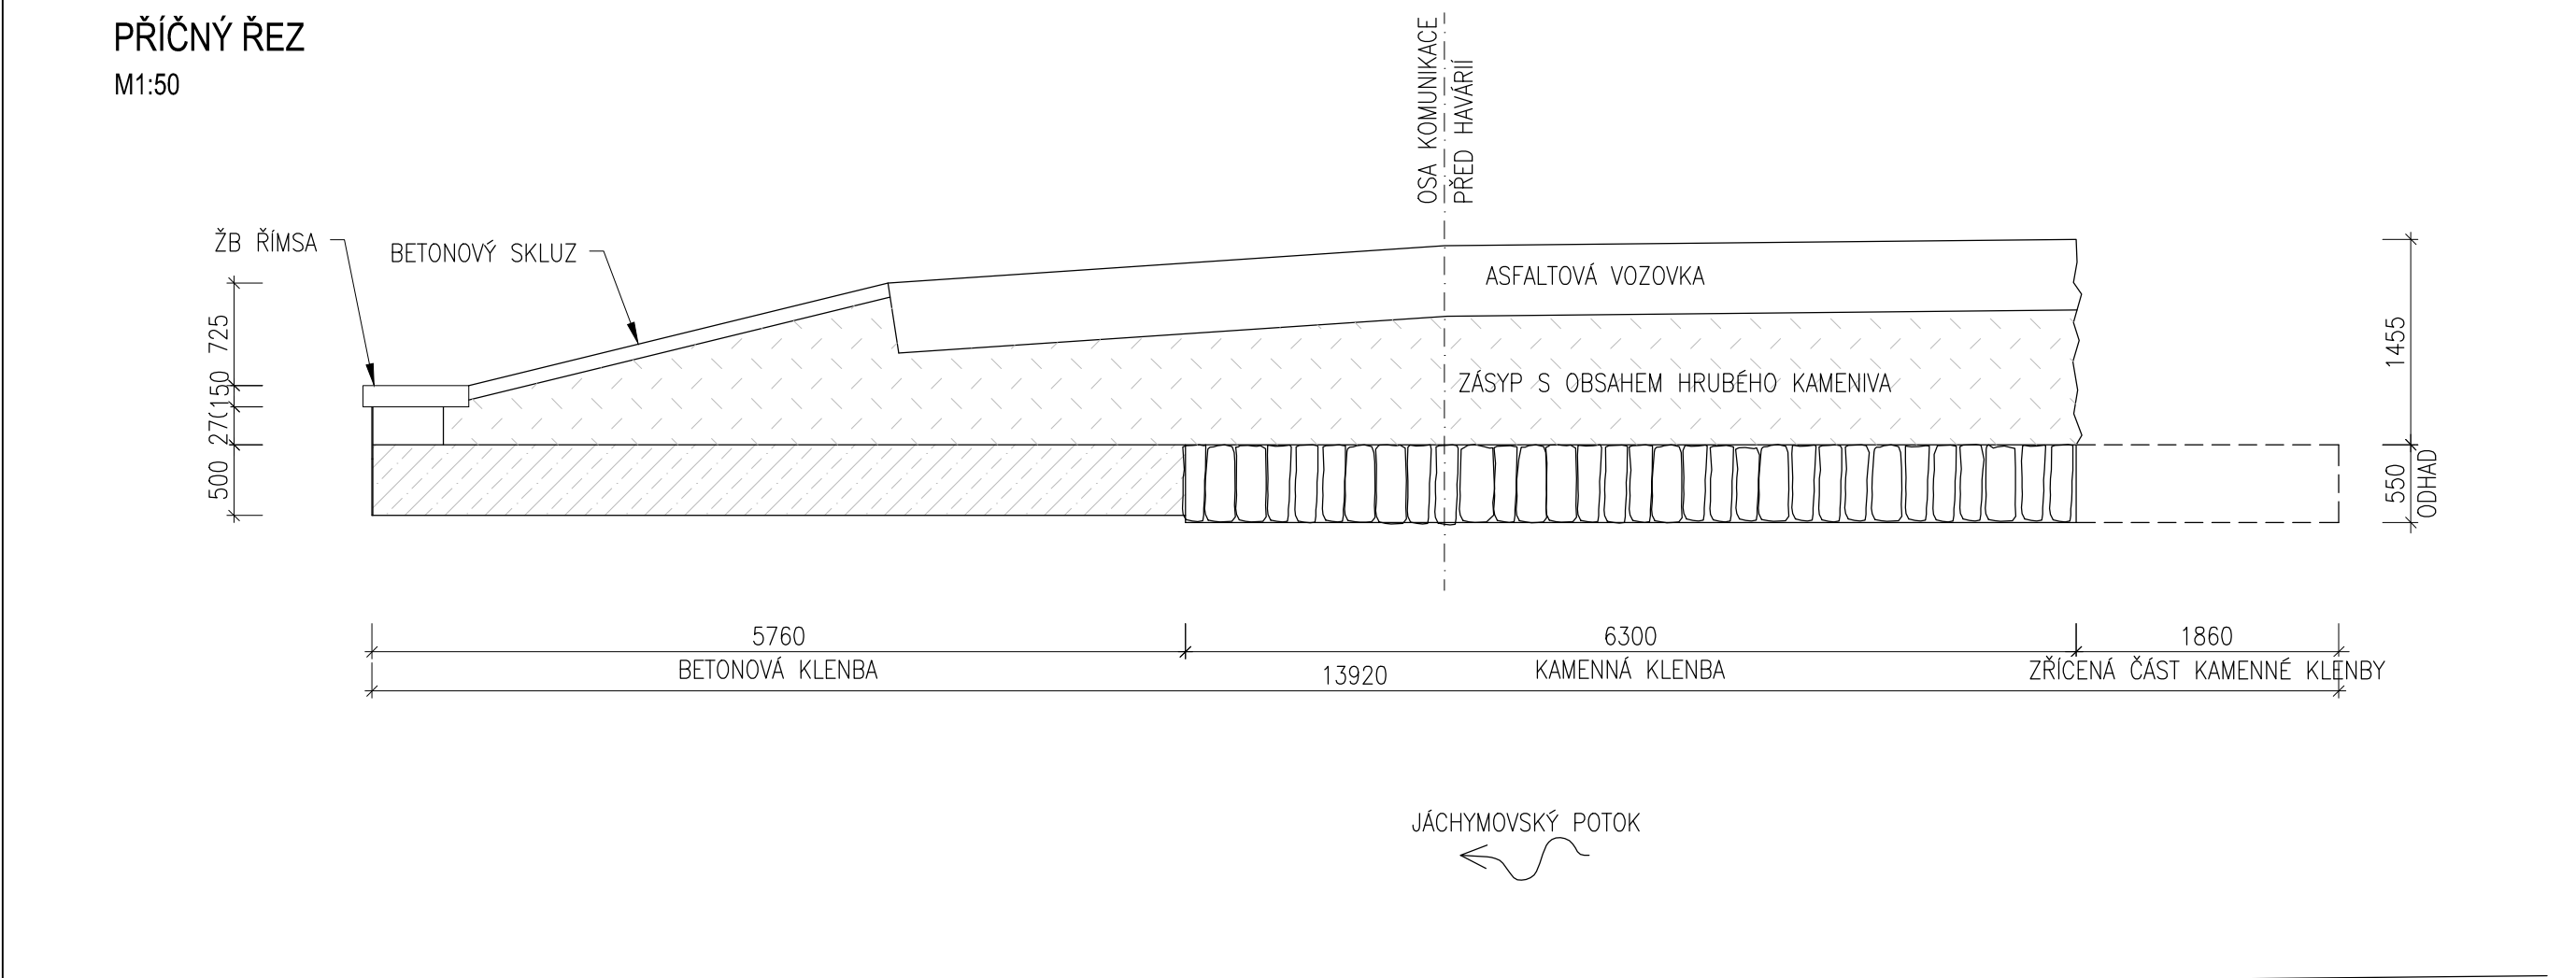 PŘÍČNÝ ŘEZ
M1:50
OSA KOMUNIKACE
PŘED HAVÁRIÍ
ŽB ŘÍMSA
BETONOVÝ SKLUZ
ASFALTOVÁ VOZOVKA
ZÁSYP S OBSAHEM HRUBÉHO KAMENIVA
725
150
500
1455
550
ODHAD
5760
6300
1860
BETONOVÁ KLENBA
KAMENNÁ KLENBA
ZŘÍCENÁ ČÁST KAMENNÉ KLENBY
13920
JÁCHYMOVSKÝ POTOK